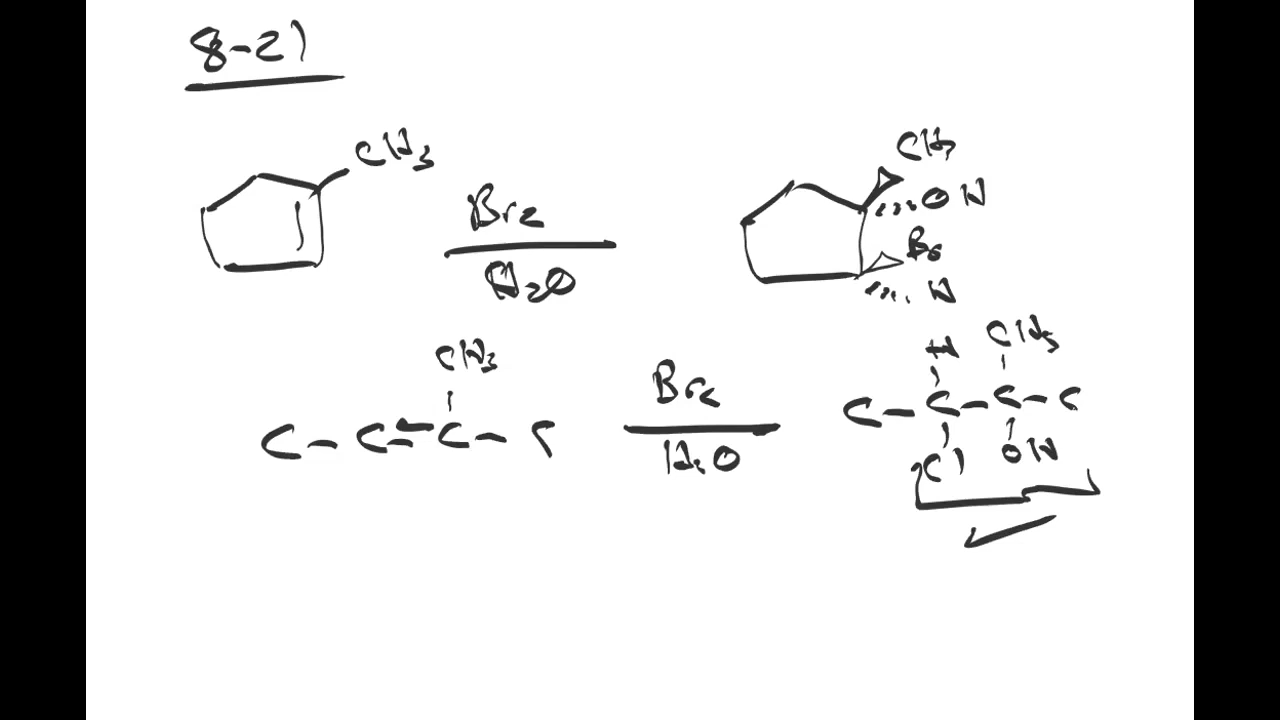 8-21
CH3
Br2
H2O
CH3
OH
Br
H
CH3
C - C = C - C
Br2
H2O
H CH3
C - C - C - C
Cl OH